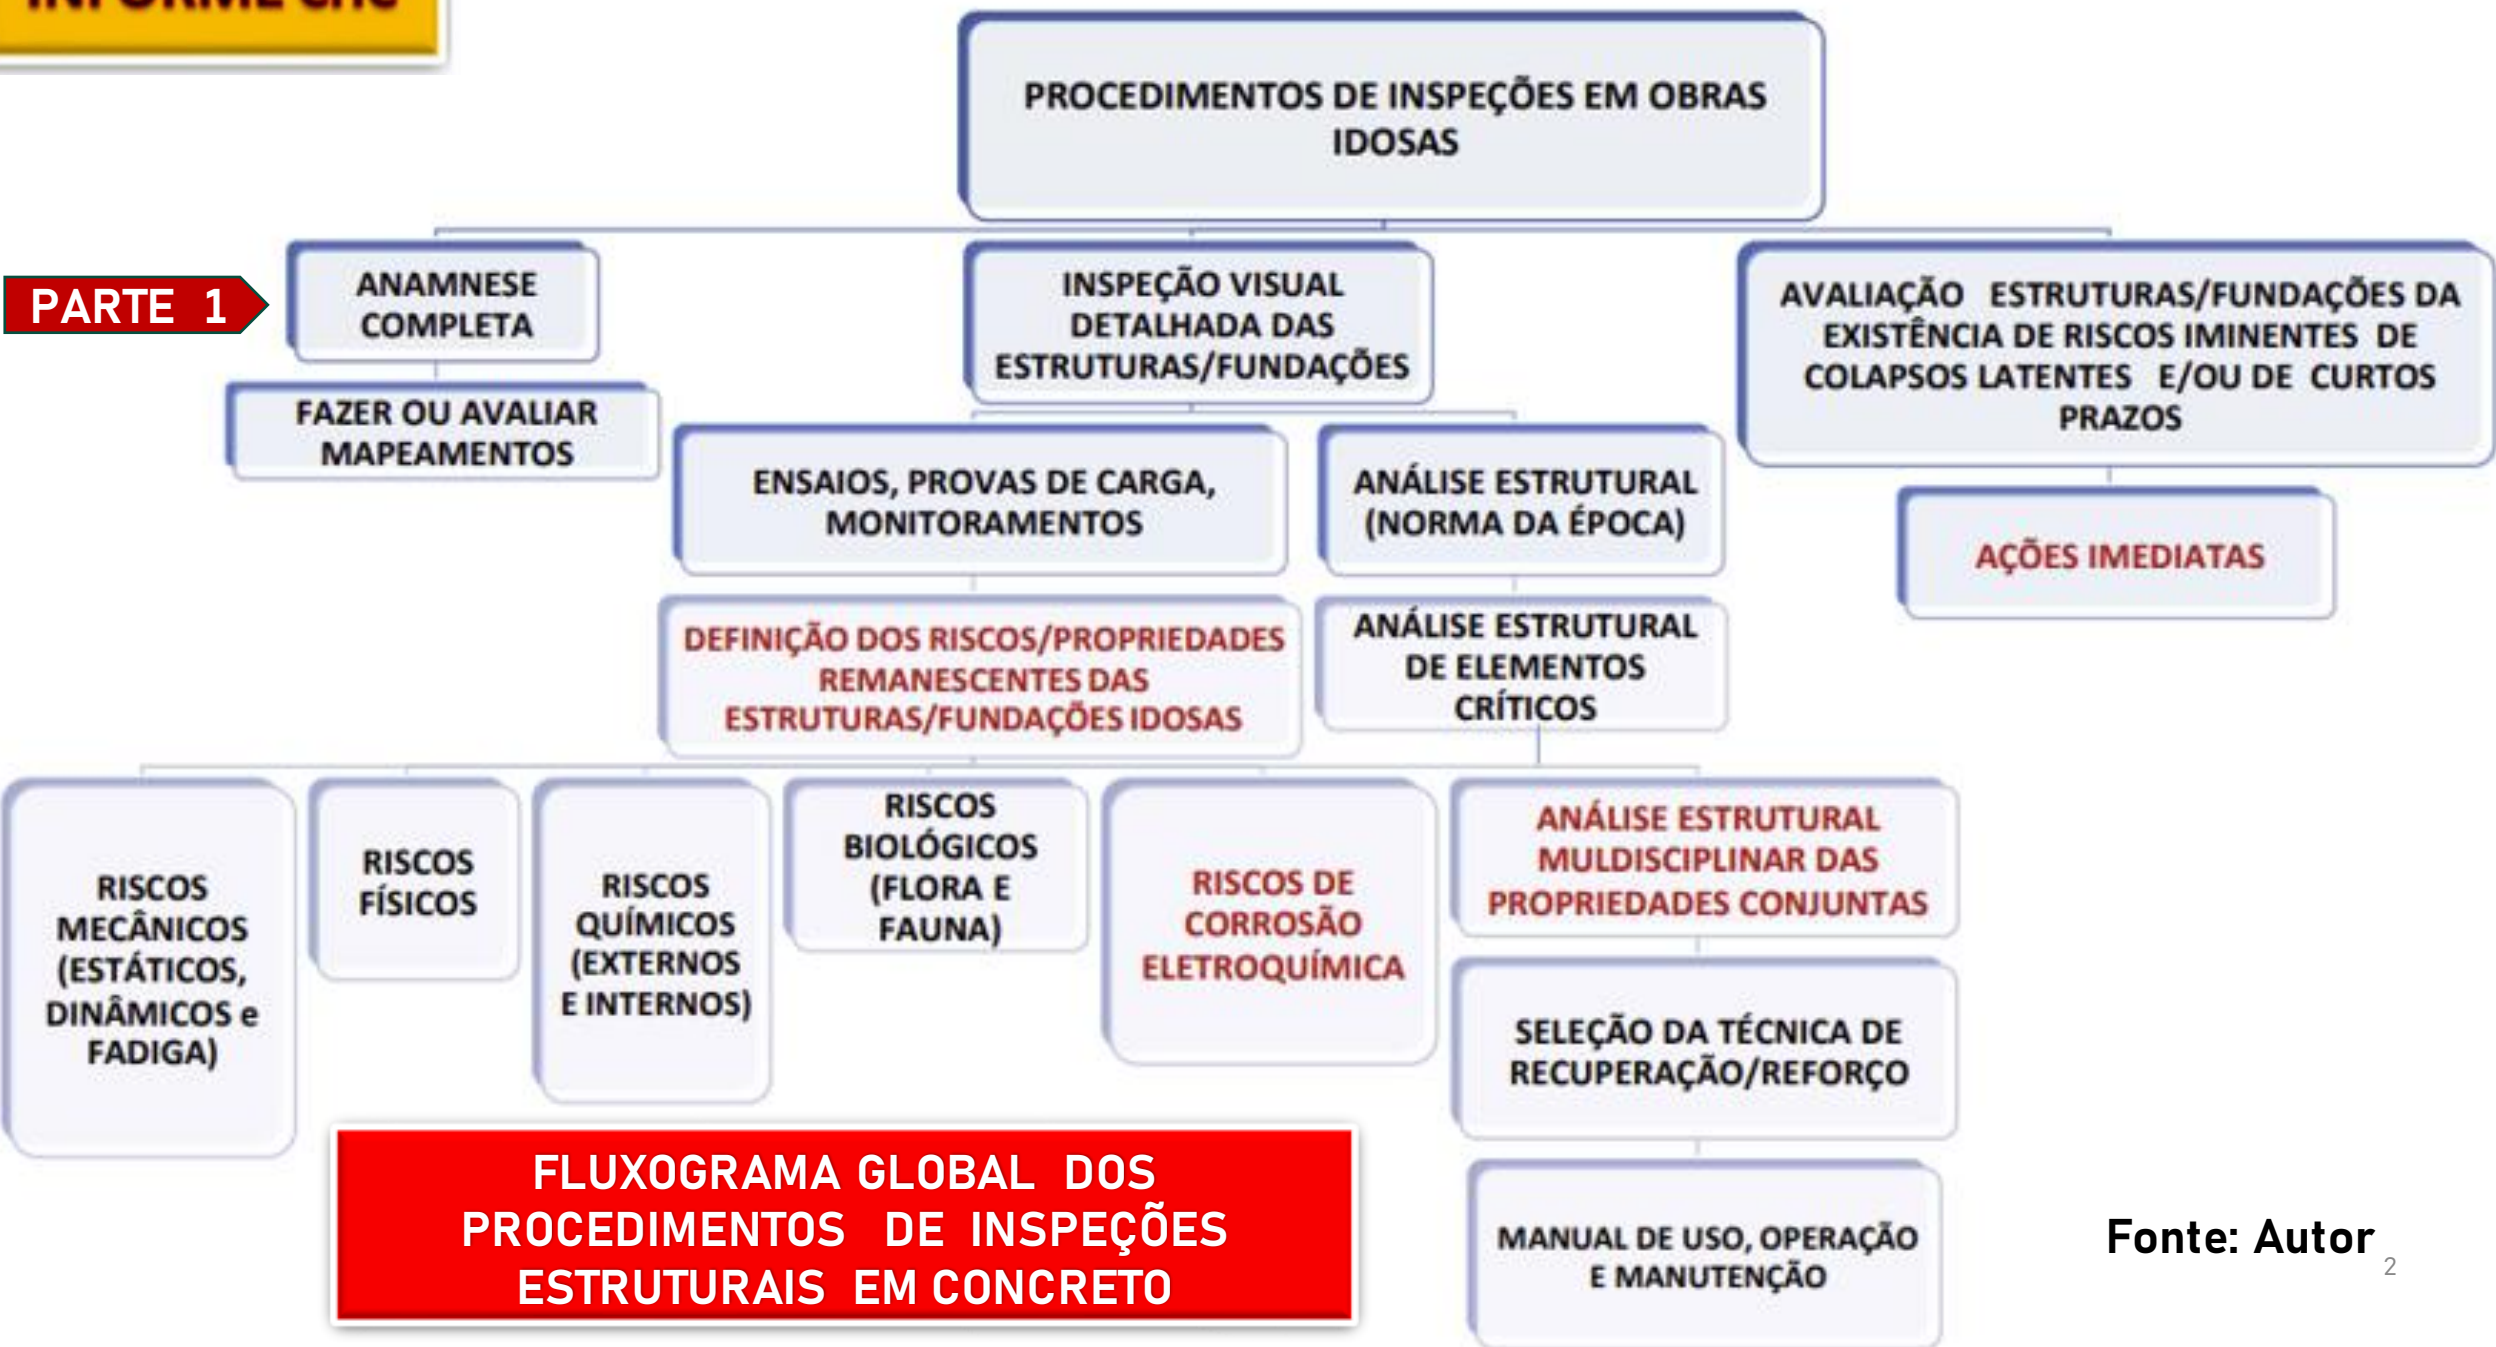 PROCEDIMENTOS DE INSPEÇÕES EM OBRAS
IDOSAS
PARTE 1
ANAMNESE
COMPLETA
FAZER OU AVALIAR
MAPEAMENTOS
INSPEÇÃO VISUAL
DETALHADA DAS
ESTRUTURAS/FUNDAÇÕES
AVALIAÇÃO ESTRUTURAS/FUNDAÇÕES DA
EXISTÊNCIA DE RISCOS IMINENTES DE
COLAPSOS LATENTES E/OU DE CURTOS
PRAZOS
ENSAIOS, PROVAS DE CARGA,
MONITORAMENTOS
ANÁLISE ESTRUTURAL
(NORMA DA ÉPOCA)
AÇÕES IMEDIATAS
DEFINIÇÃO DOS RISCOS/PROPRIEDADES
REMANESCENTES DAS
ESTRUTURAS/FUNDAÇÕES IDOSAS
ANÁLISE ESTRUTURAL
DE ELEMENTOS
CRÍTICOS
RISCOS
MECÂNICOS
(ESTÁTICOS,
DINÂMICOS e
FADIGA)
RISCOS
FÍSICOS
RISCOS
QUÍMICOS
(EXTERNOS
E INTERNOS)
RISCOS
BIOLÓGICOS
(FLORA E
FAUNA)
RISCOS DE
CORROSÃO
ELETROQUÍMICA
ANÁLISE ESTRUTURAL
MULDISCIPLINAR DAS
PROPRIEDADES CONJUNTAS
SELEÇÃO DA TÉCNICA DE
RECUPERAÇÃO/REFORÇO
MANUAL DE USO, OPERAÇÃO
E MANUTENÇÃO
FLUXOGRAMA GLOBAL DOS
PROCEDIMENTOS DE INSPEÇÕES
ESTRUTURAIS EM CONCRETO
Fonte: Autor
2